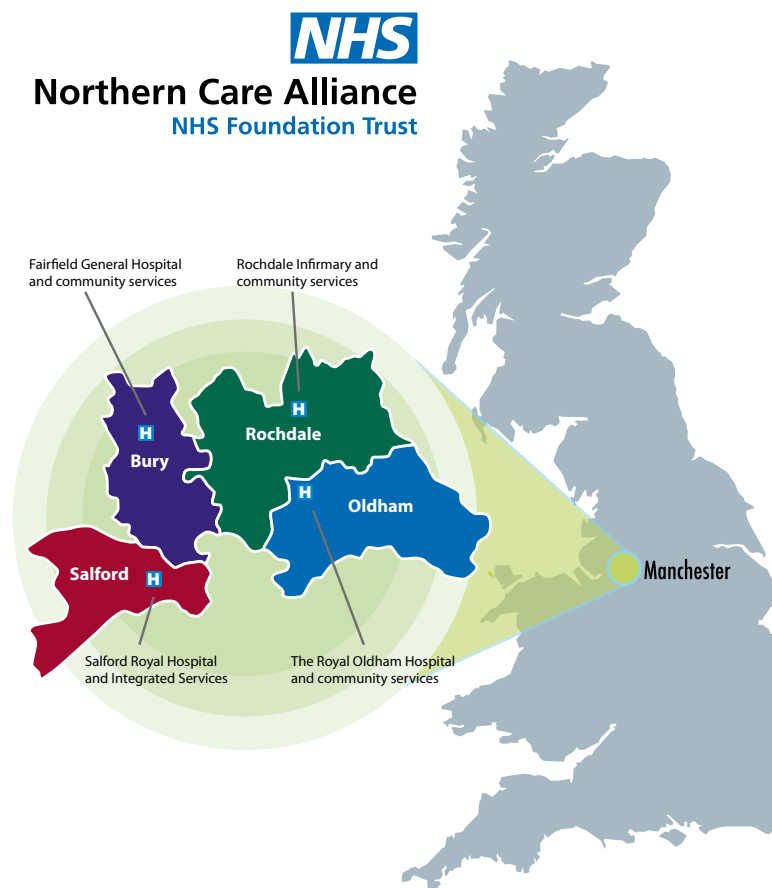 NHS
Northern Care Alliance
NHS Foundation Trust
Fairfield General Hospital
and community services
Rochdale Infirmary and
community services
H
H
Rochdale
Bury
H
Oldham
Salford
H
Manchester
Salford Royal Hospital
and Integrated Services
The Royal Oldham Hospital
and community services